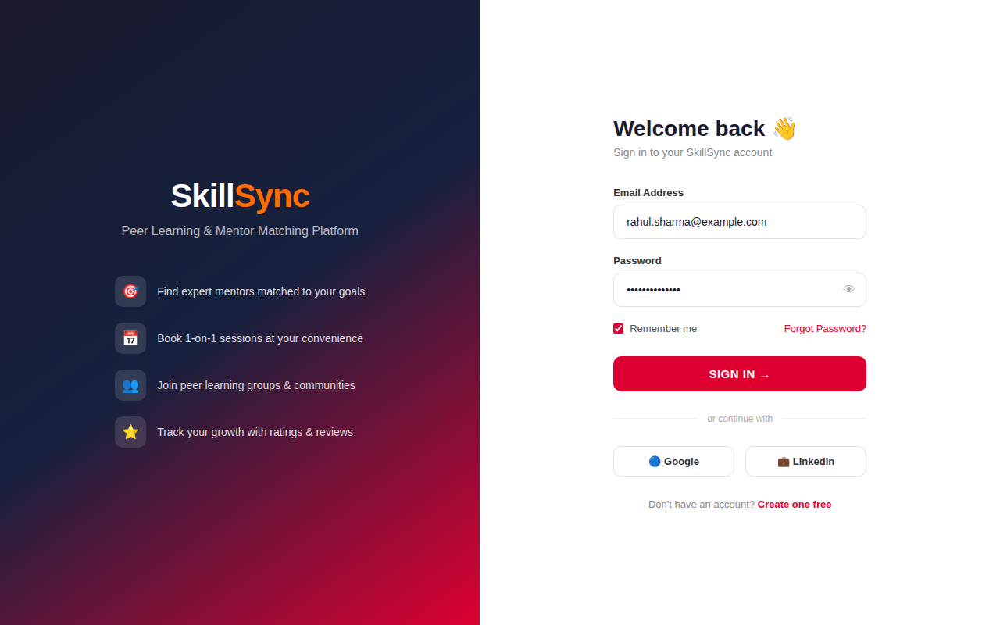 SkillSync
Peer Learning & Mentor Matching Platform
🎯 Find expert mentors matched to your goals
📅 Book 1-on-1 sessions at your convenience
👥 Join peer learning groups & communities
⭐ Track your growth with ratings & reviews
Welcome back 👋
Sign in to your SkillSync account
Email Address
rahul.sharma@example.com
Password
••••••••••••••
Remember me
Forgot Password?
SIGN IN →
or continue with
🔵 Google
💼 LinkedIn
Don't have an account? Create one free